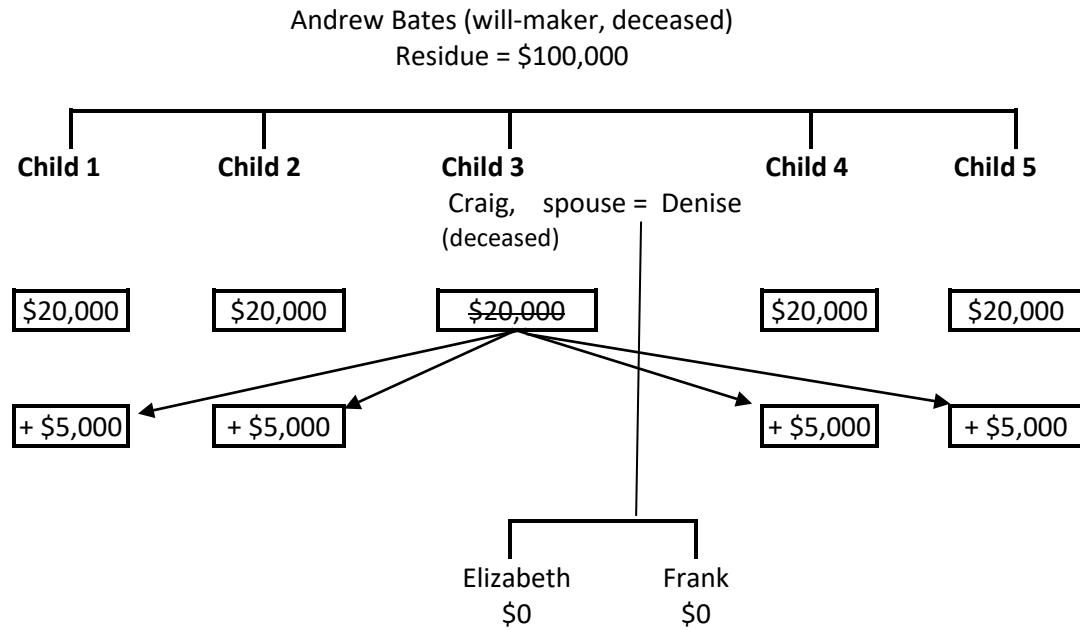 Andrew Bates (will-maker, deceased)
Residue = $100,000
Child 1 Child 2 Child 3 Child 4 Child 5
Craig, spouse = Denise
(deceased)
$20,000 $20,000 $20,000 $20,000 $20,000
+ $5,000 + $5,000 + $5,000 + $5,000
Elizabeth Frank
$0 $0